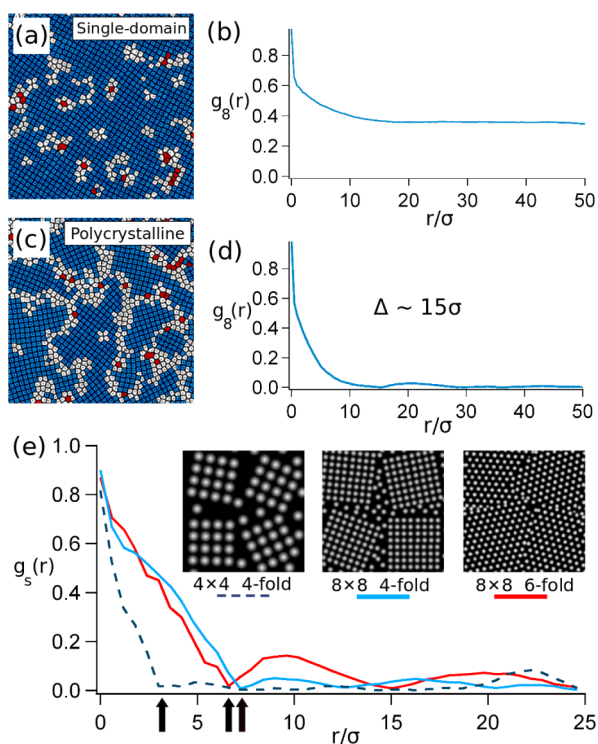 (a) Single-domain
(b)
0.8
0.6
g₈(r)
0.4
0.2
0.0
0 10 20 30 40 50
r/σ
(c) Polycrystalline
(d)
0.8
0.6
g₈(r)
0.4
0.2
0.0
Δ ~ 15σ
0 10 20 30 40 50
r/σ
(e)
1.0
0.8
0.6
gₛ(r)
0.4
0.2
0.0
4×4 4-fold
8×8 4-fold
8×8 6-fold
0 5 10 15 20 25
r/σ